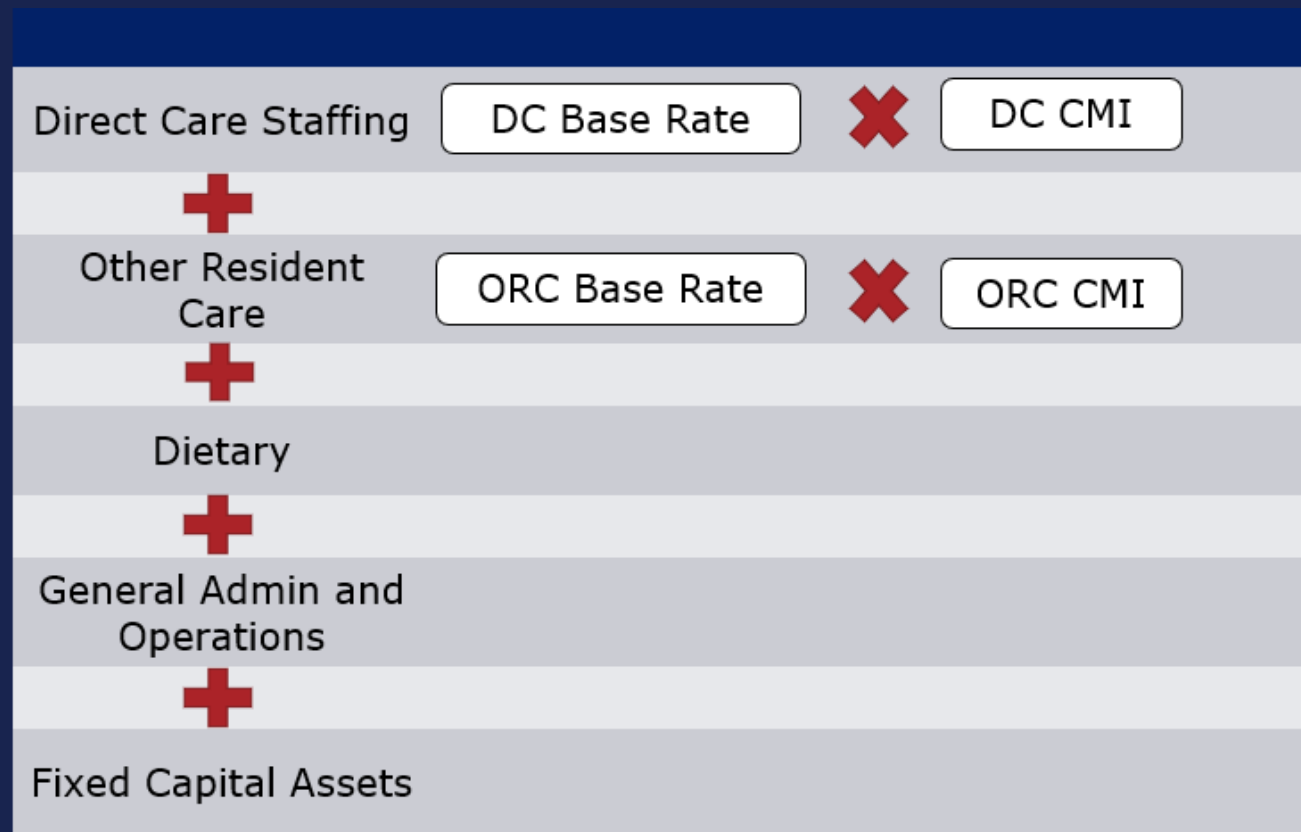 Direct Care Staffing DC Base Rate DC CMI
Other Resident
Care
ORC Base Rate ORC CMI
Dietary
General Admin and
Operations
Fixed Capital Assets